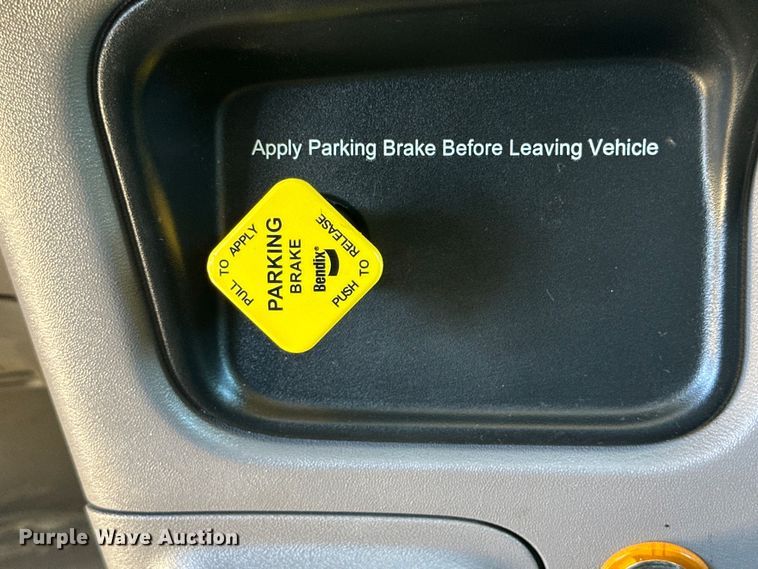 Apply Parking Brake Before Leaving Vehicle
PULL TO APPLY
PARKING
BRAKE
Bendix®
PUSH TO
RELEASE
Purple Wave Auction